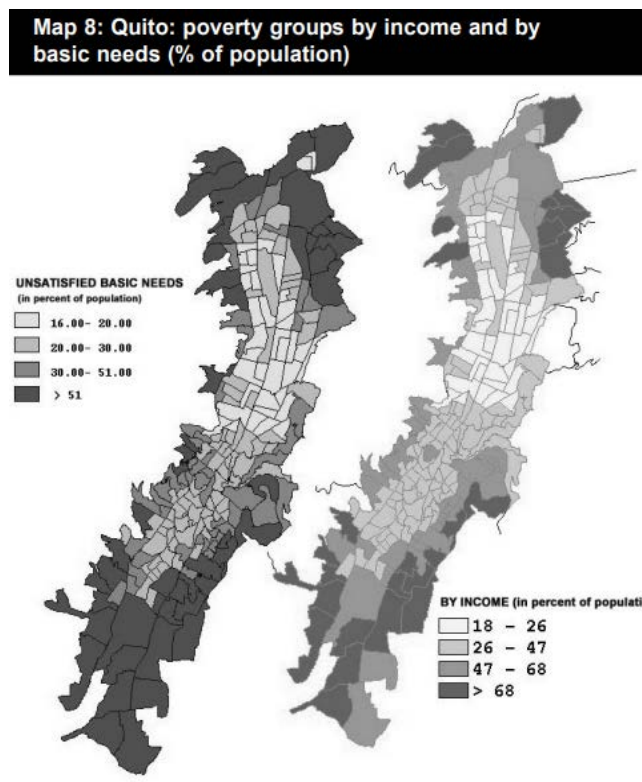 Map 8: Quito: poverty groups by income and by
basic needs (% of population)
UNSATISFIED BASIC NEEDS
(in percent of population)
16.00– 20.00
20.00– 30.00
30.00– 51.00
> 51
BY INCOME (in percent of populati
18 – 26
26 – 47
47 – 68
> 68